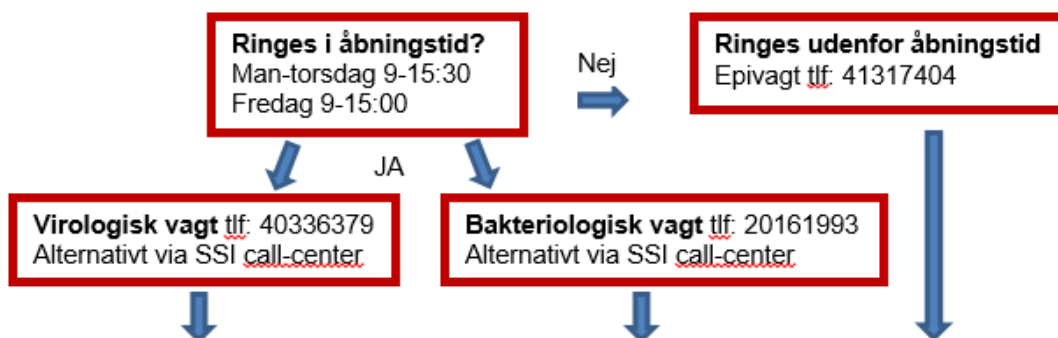 Ringes i åbningstid?
Man-torsdag 9-15:30
Fredag 9-15:00
Nej
Ringes udenfor åbningstid
Epivagt tlf: 41317404
JA
Virologisk vagt tlf: 40336379
Alternativt via SSI call-center
Bakteriologisk vagt tlf: 20161993
Alternativt via SSI call-center